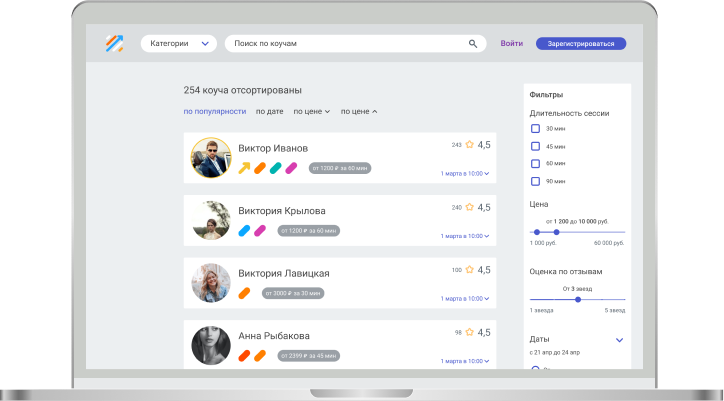 Категории
Поиск по коучам
Войти
Зарегистрироваться
254 коуча отсортированы
по популярности по дате по цене по цене
Виктор Иванов
243 4,5
от 1200 ₽ за 60 мин
1 марта в 10:00
Виктория Крылова
240 4,5
от 1200 ₽ за 60 мин
1 марта в 10:00
Виктория Лавицкая
100 4,5
от 3000 ₽ за 30 мин
1 марта в 10:00
Анна Рыбакова
98 4,5
от 2399 ₽ за 45 мин
1 марта в 10:00
Фильтры
Длительность сессии
30 мин
45 мин
60 мин
90 мин
Цена
от 1 200 до 10 000 руб.
1 000 руб. 60 000 руб.
Оценка по отзывам
От 3 звезд
1 звезда 5 звезд
Даты
с 21 апр до 24 апр